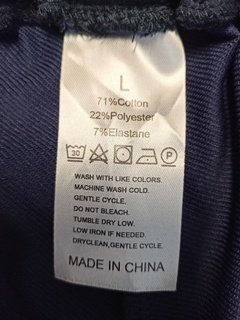 L
71%Cotton
22%Polyester
7%Elastane
30 P
WASH WITH LIKE COLORS.
MACHINE WASH COLD.
GENTLE CYCLE.
DO NOT BLEACH.
TUMBLE DRY LOW.
LOW IRON IF NEEDED.
DRYCLEAN,GENTLE CYCLE.
MADE IN CHINA